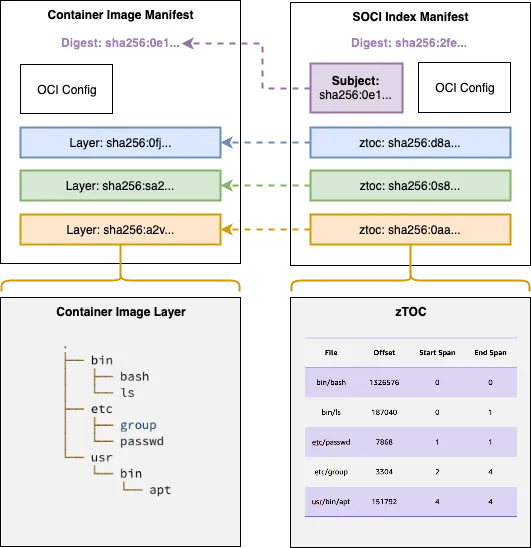 Container Image Manifest
Digest: sha256:0e1...
OCI Config
Layer: sha256:0fj...
Layer: sha256:sa2...
Layer: sha256:a2v...
SOCI Index Manifest
Digest: sha256:2fe...
Subject:
sha256:0e1...
OCI Config
ztoc: sha256:d8a...
ztoc: sha256:0s8...
ztoc: sha256:0aa...
Container Image Layer
.
bin
bash
ls
etc
group
passwd
usr
bin
apt
zTOC
File Offset Start Span End Span
bin/bash 1326576 0 0
bin/ls 187040 0 1
etc/passwd 7868 1 1
etc/group 3304 2 4
usr/bin/apt 151792 4 4